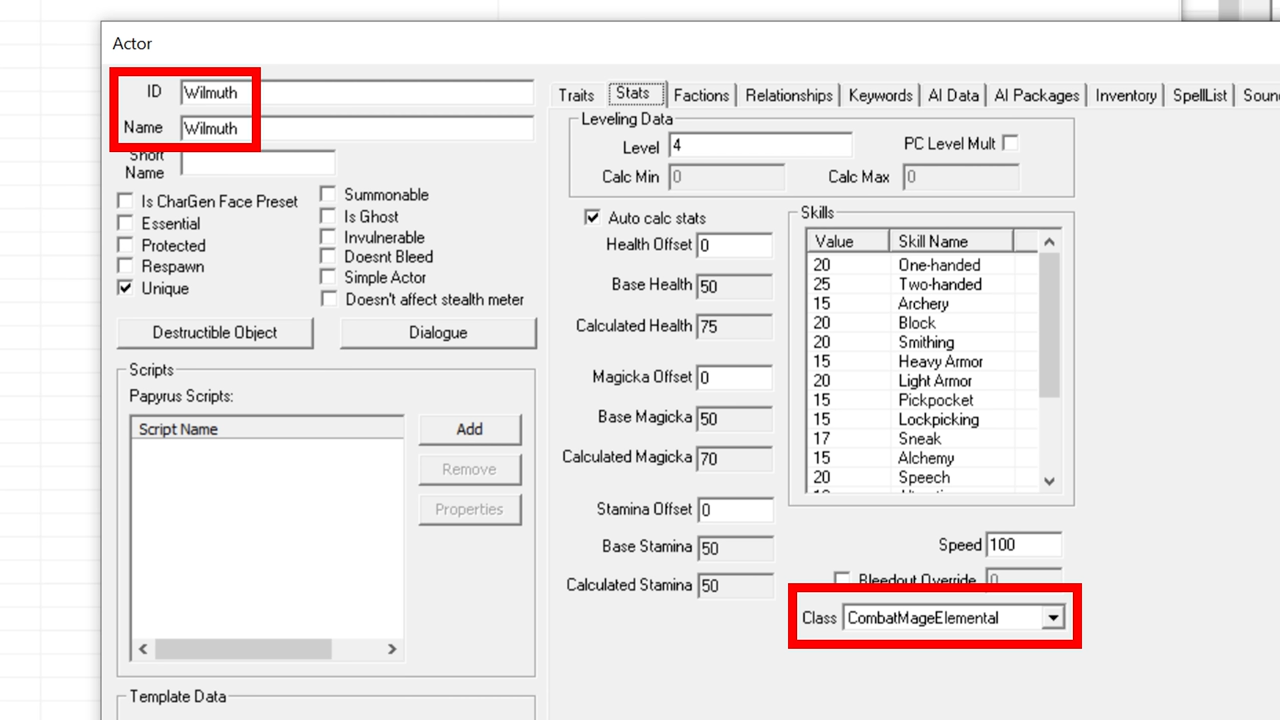 Actor
ID Wilmuth
Name Wilmuth
Short
Name
Is CharGen Face Preset
Essential
Protected
Respawn
Unique
Summonable
Is Ghost
Invulnerable
Doesnt Bleed
Simple Actor
Doesn't affect stealth meter
Destructible Object
Dialogue
Scripts
Papyrus Scripts:
Script Name
Add
Remove
Properties
Template Data
Traits Stats Factions Relationships Keywords AI Data AI Packages Inventory SpellList
Leveling Data
Level 4 PC Level Mult
Calc Min 0 Calc Max 0
Auto calc stats
Health Offset 0
Base Health 50
Calculated Health 75
Magicka Offset 0
Base Magicka 50
Calculated Magicka 70
Stamina Offset 0
Base Stamina 50
Calculated Stamina 50
Skills
Value Skill Name
20 One-handed
25 Two-handed
15 Archery
20 Block
20 Smithing
15 Heavy Armor
20 Light Armor
15 Pickpocket
15 Lockpicking
17 Sneak
15 Alchemy
20 Speech
Speed 100
Bleedout Override 0
Class CombatMageElemental